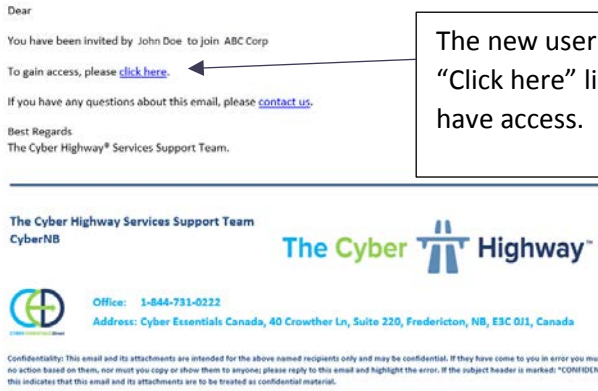 Dear
You have been invited by John Doe to join ABC Corp
To gain access, please click here.
If you have any questions about this email, please contact us.
Best Regards
The Cyber Highway® Services Support Team.
The new user
“Click here” li
have access.
The Cyber Highway Services Support Team
CyberNB
The Cyber Highway™
Office: 1-844-731-0222
Address: Cyber Essentials Canada, 40 Crowther Ln, Suite 220, Fredericton, NB, E3C 0J1, Canada
Confidentiality: This email and its attachments are intended for the above named recipients only and may be confidential. If they have come to you in error you mu
no action based on them, nor must you copy or show them to anyone; please reply to this email and highlight the error. If the subject header is marked: "CONFIDEN
this indicates that this email and its attachments are to be treated as confidential material.